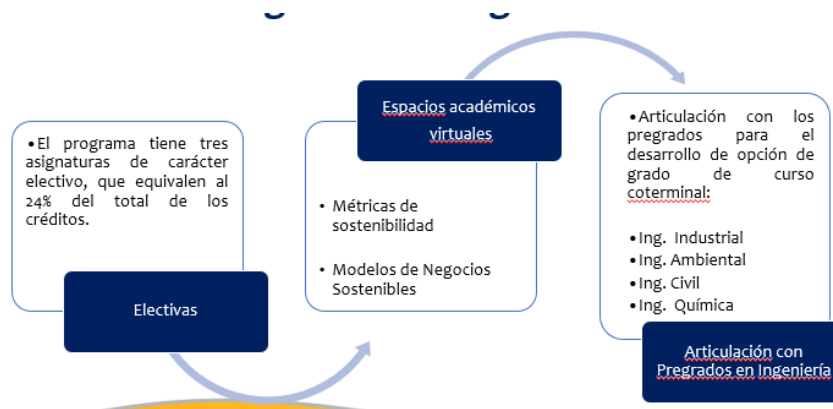 •El programa tiene tres
asignaturas de carácter
electivo, que equivalen al
24% del total de los
créditos.
Electivas
Espacios académicos
virtuales
• Métricas de
sostenibilidad
• Modelos de Negocios
Sostenibles
•Articulación con los
pregrados para el
desarrollo de opción de
grado de curso
coterminal:
•Ing. Industrial
•Ing. Ambiental
•Ing. Civil
•Ing. Química
Articulación con
Pregrados en Ingeniería